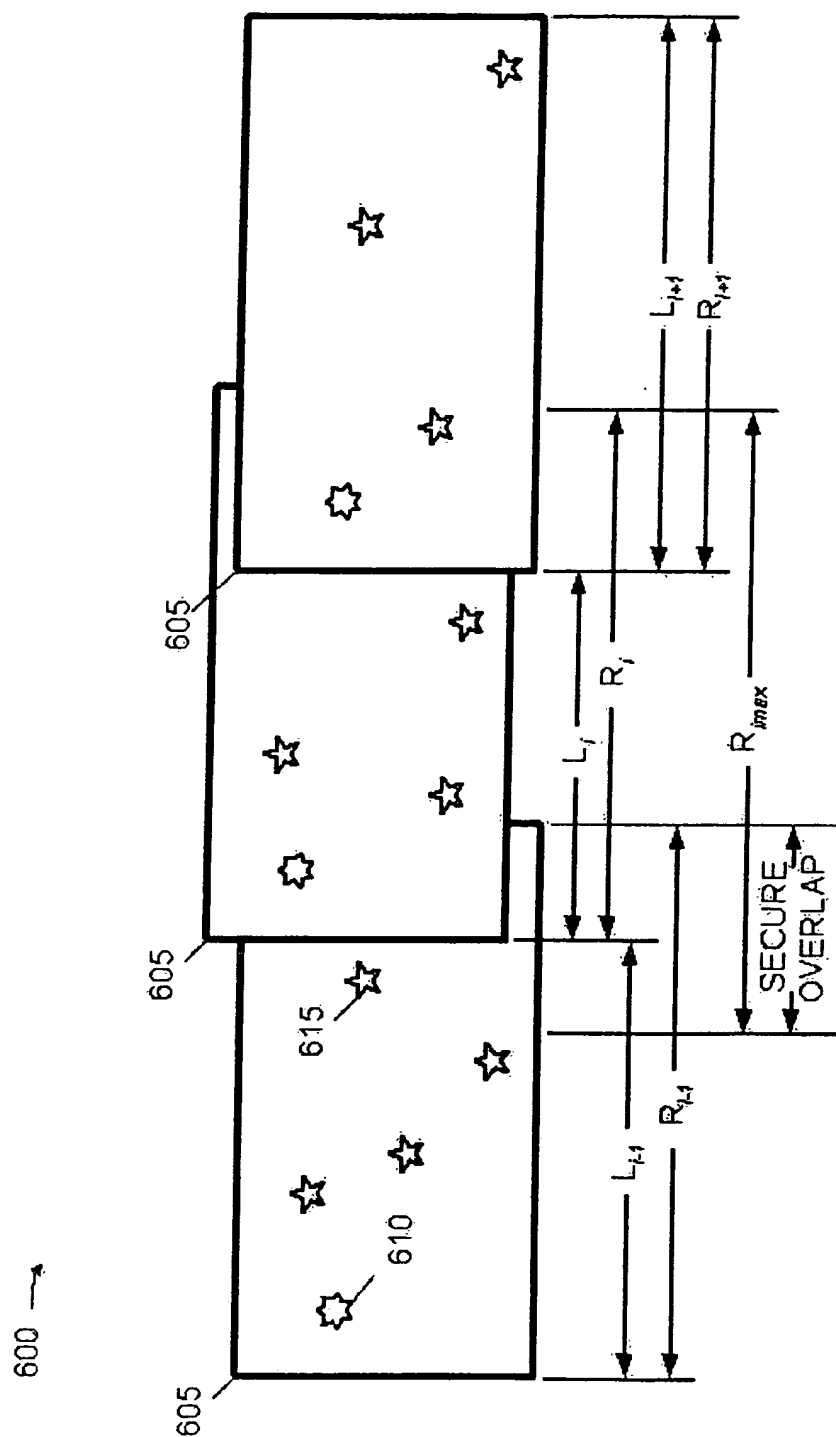 600
605
605
605
610
615
L_{i-1}
R_{i-1}
L_i
R_i
L_{i+1}
R_{i+1}
R_{imex}
SECURE
OVERLAP